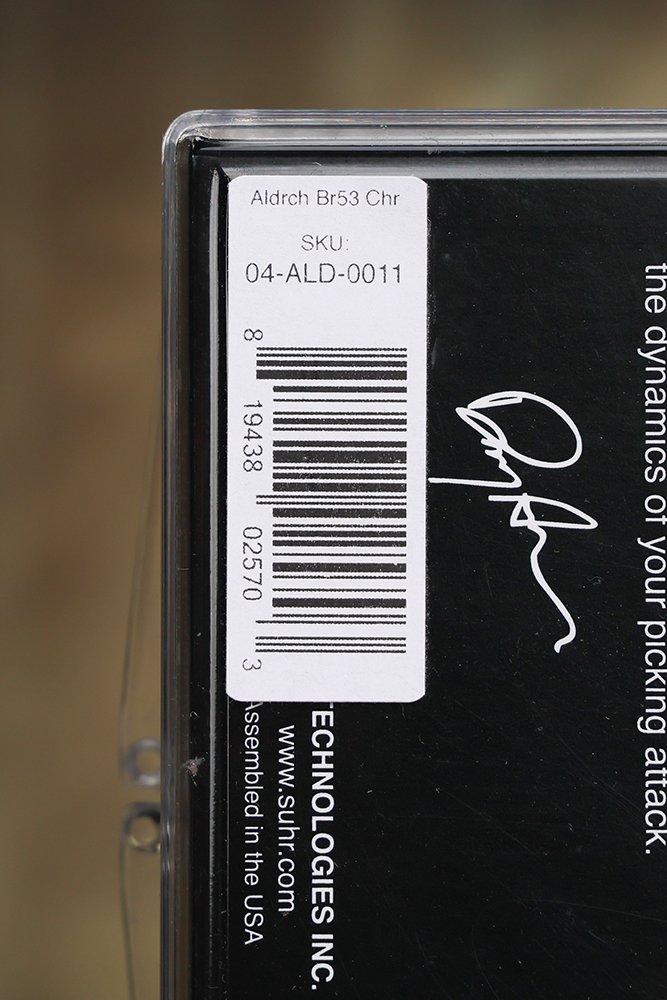 Aldrch Br53 Chr
SKU:
04-ALD-0011
8 19438 02570 3
the dynamics of your picking attack.
TECHNOLOGIES INC.
www.suhr.com
Assembled in the USA